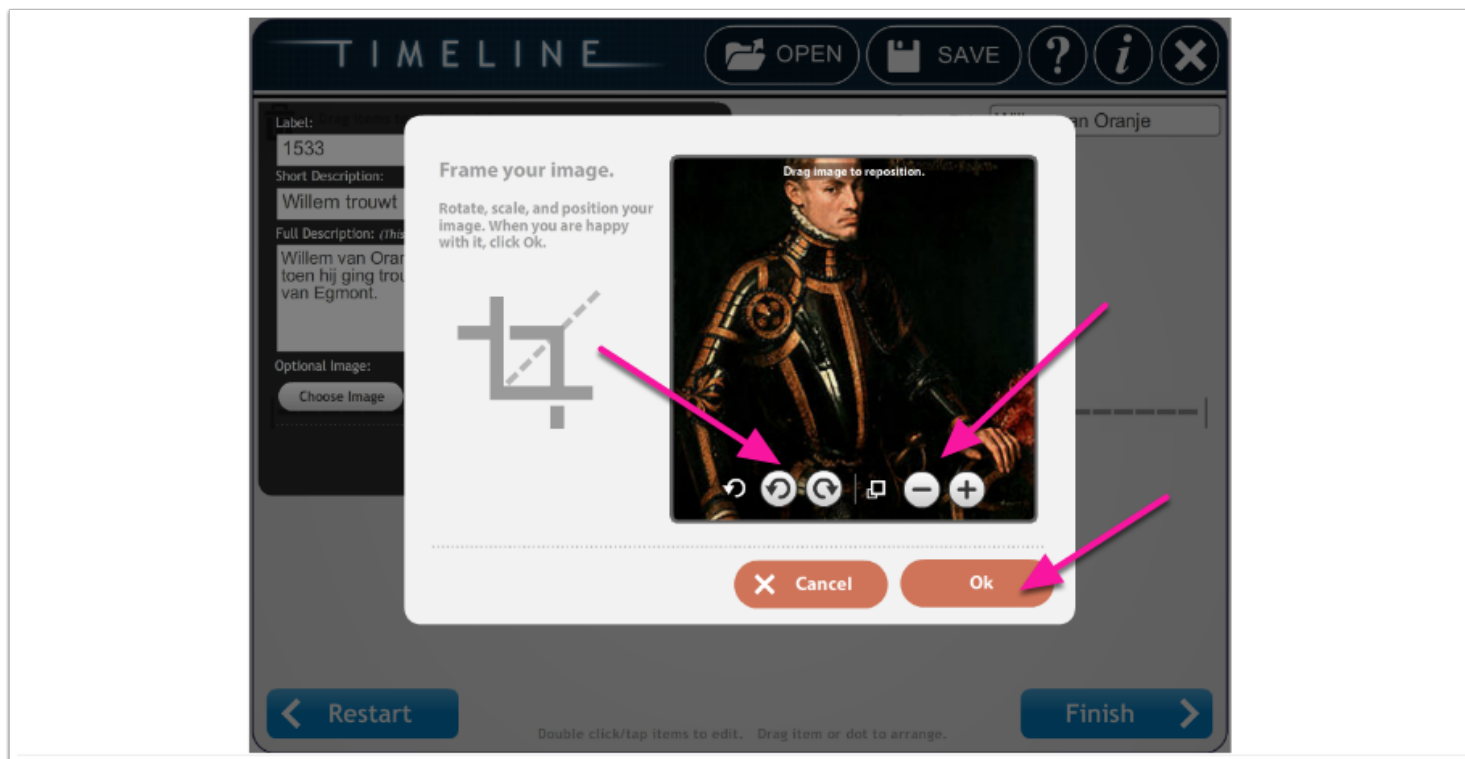 TIMELINE
OPEN
SAVE
?
i
Label:
1533
Short Description:
Willem trouwt
Full Description: (This
Willem van Oran
toen hij ging trou
van Egmont.
Optional Image:
Choose Image
an Oranje
Frame your image.
Rotate, scale, and position your
image. When you are happy
with it, click Ok.
Drag image to reposition.
Cancel
Ok
Restart
Finish
Double click/tap items to edit. Drag item or dot to arrange.